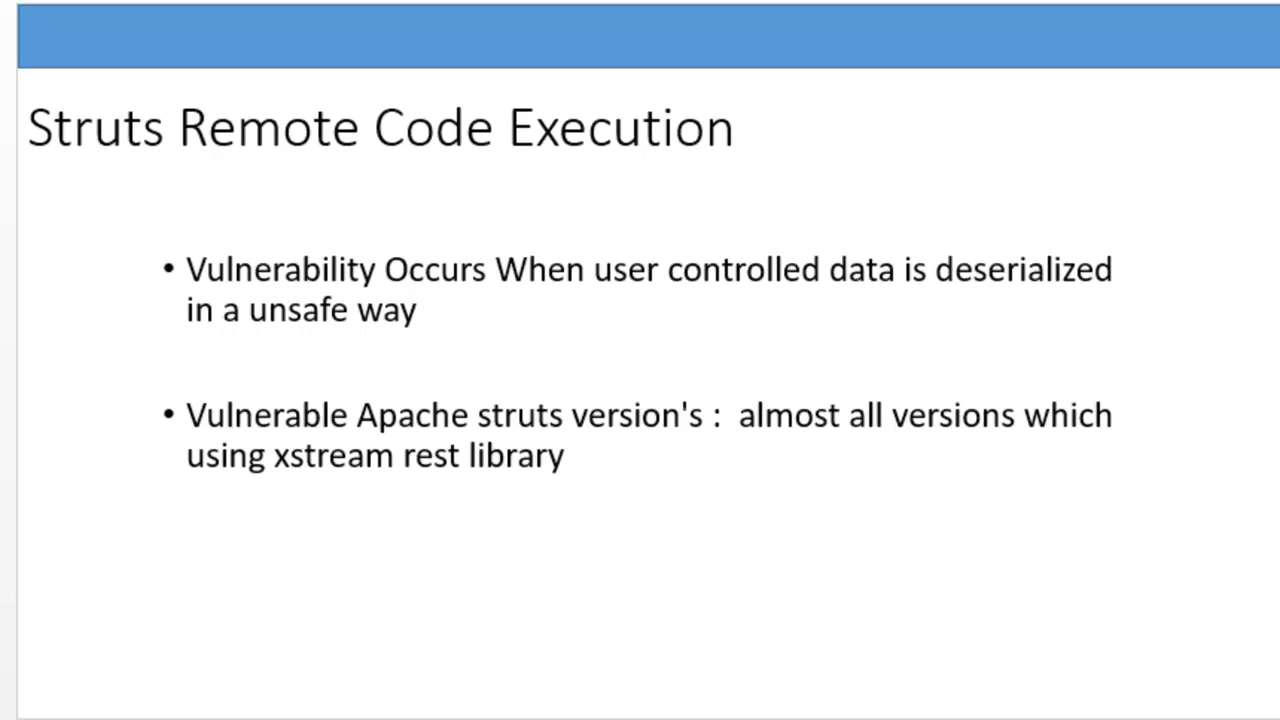 Struts Remote Code Execution
• Vulnerability Occurs When user controlled data is deserialized
in a unsafe way
• Vulnerable Apache struts version's :  almost all versions which
using xstream rest library